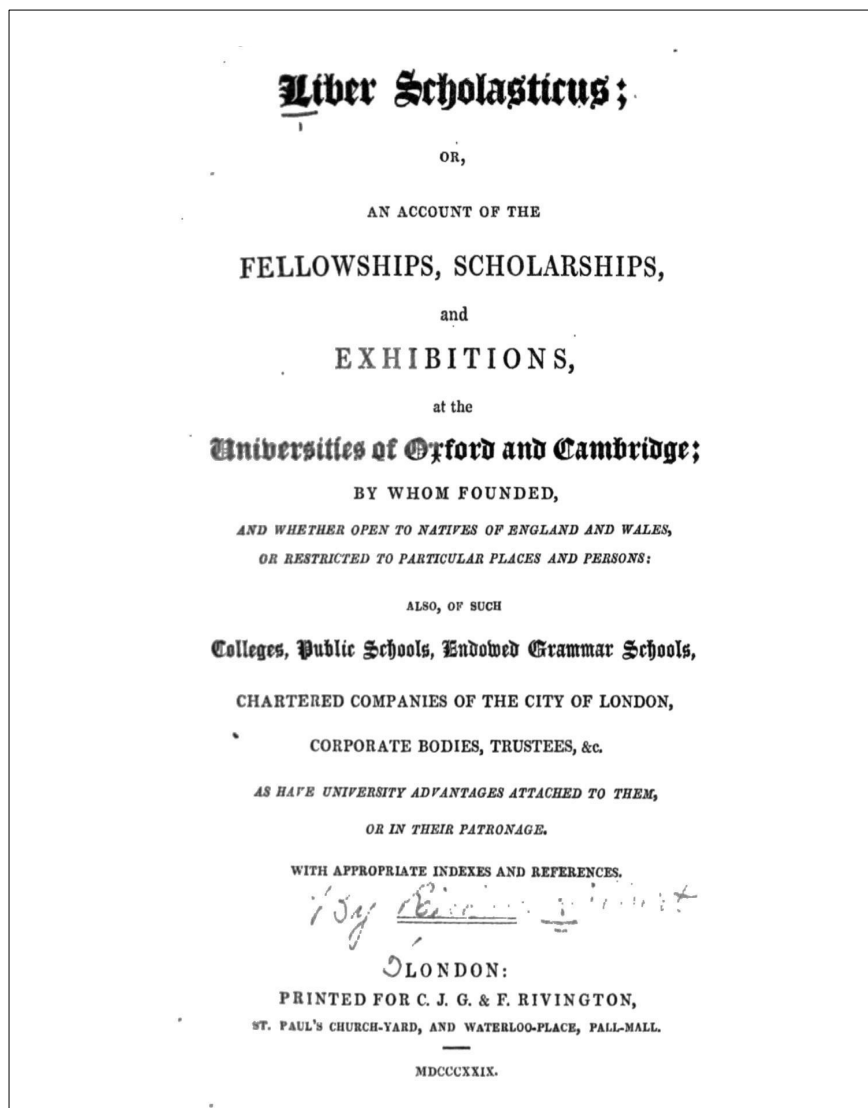 Liber Scholasticus;
OR,
AN ACCOUNT OF THE
FELLOWSHIPS, SCHOLARSHIPS,
and
EXHIBITIONS,
at the
Universities of Oxford and Cambridge;
BY WHOM FOUNDED,
AND WHETHER OPEN TO NATIVES OF ENGLAND AND WALES,
OR RESTRICTED TO PARTICULAR PLACES AND PERSONS:
ALSO, OF SUCH
Colleges, Public Schools, Endowed Grammar Schools,
CHARTERED COMPANIES OF THE CITY OF LONDON,
CORPORATE BODIES, TRUSTEES, &c.
AS HAVE UNIVERSITY ADVANTAGES ATTACHED TO THEM,
OR IN THEIR PATRONAGE.
WITH APPROPRIATE INDEXES AND REFERENCES.
By
LONDON:
PRINTED FOR C. J. G. & F. RIVINGTON,
ST. PAUL'S CHURCH-YARD, AND WATERLOO-PLACE, PALL-MALL.
MDCCCXXIX.